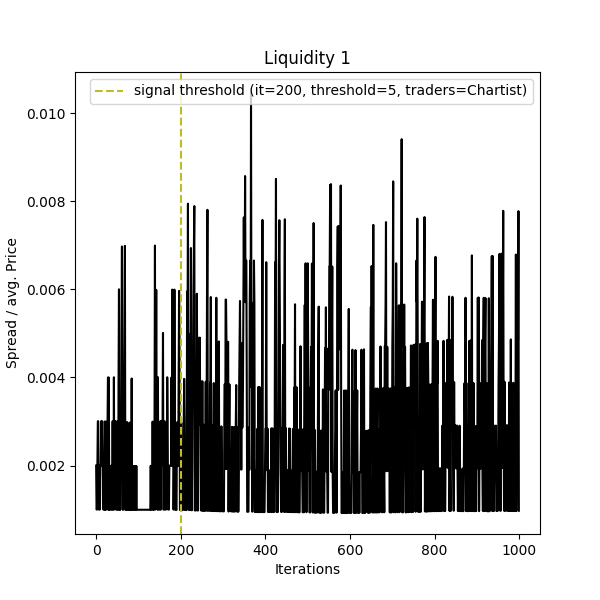 Liquidity 1
signal threshold (it=200, threshold=5, traders=Chartist)
0.010
0.008
0.006
0.004
0.002
Spread / avg. Price
0 200 400 600 800 1000
Iterations